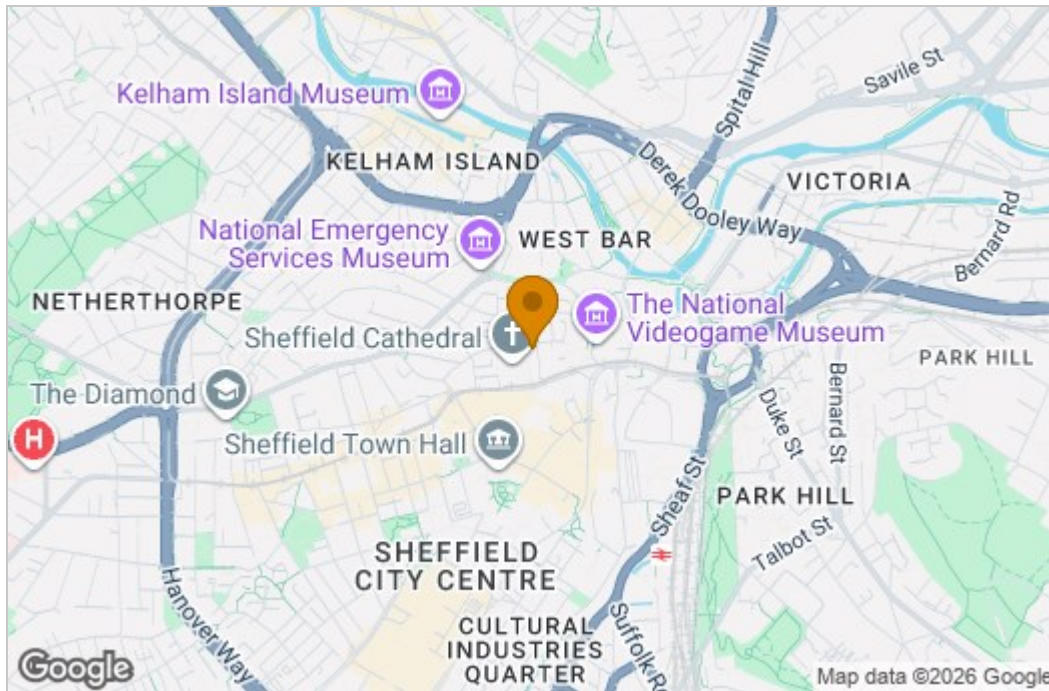 Kelham Island Museum
Savile St
Spital Hill
KELHAM ISLAND
Derek Dooley Way
VICTORIA
Bernard Rd
National Emergency
Services Museum
WEST BAR
NETHERTHORPE
Sheffield Cathedral
The National
Videogame Museum
PARK HILL
The Diamond
Bernard St
Duke St
H
Sheffield Town Hall
Sheaf St
PARK HILL
Talbot St
SHEFFIELD
CITY CENTRE
Hanover Way
CULTURAL
INDUSTRIES
QUARTER
Suffolk Rd
Google
Map data ©2026 Google